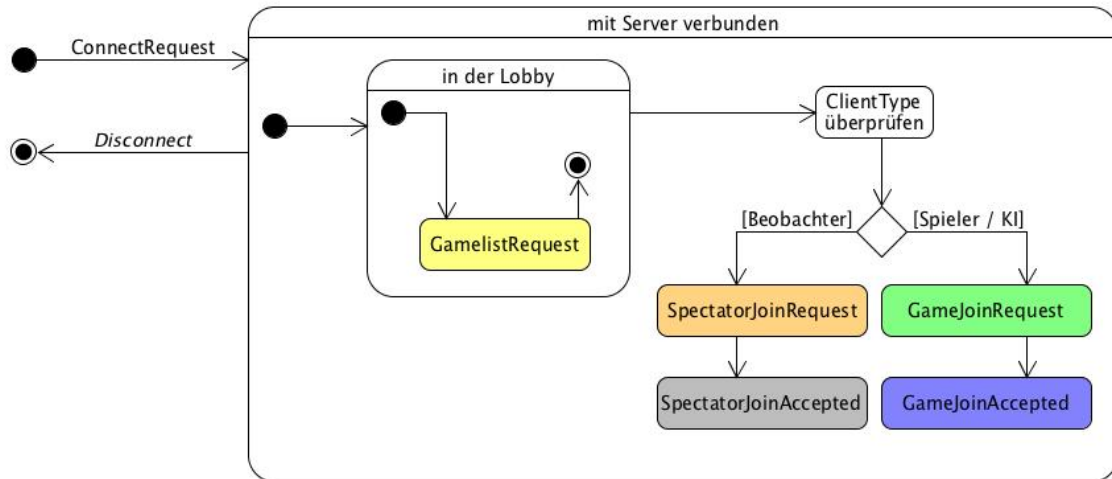 mit Server verbunden
ConnectRequest
Disconnect
in der Lobby
GamelistRequest
ClientType
überprüfen
[Beobachter]
[Spieler / KI]
SpectatorJoinRequest
GameJoinRequest
SpectatorJoinAccepted
GameJoinAccepted